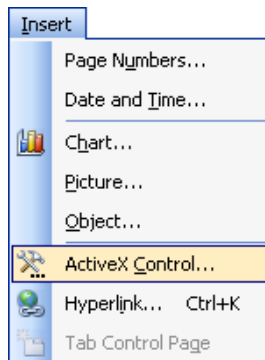 Insert
Page Numbers...
Date and Time...
Chart...
Picture...
Object...
ActiveX Control...
Hyperlink... Ctrl+K
Tab Control Page